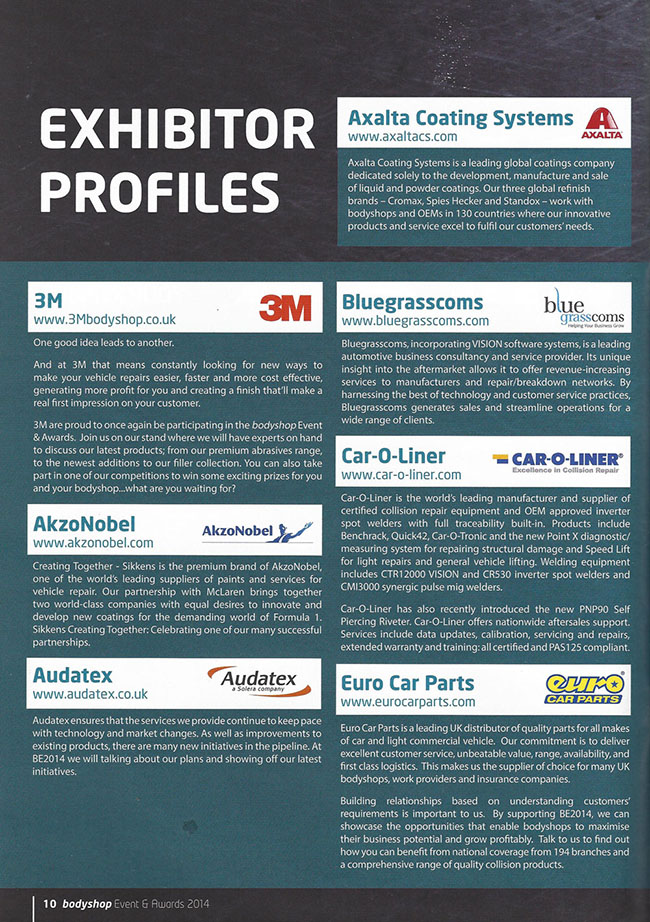 EXHIBITOR
PROFILES
Axalta Coating Systems
www.axaltacs.com
AXALTA
Axalta Coating Systems is a leading global coatings company
dedicated solely to the development, manufacture and sale
of liquid and powder coatings. Our three global refinish
brands – Cromax, Spies Hecker and Standox – work with
bodyshops and OEMs in 130 countries where our innovative
products and service excel to fulfil our customers' needs.
3M
www.3Mbodyshop.co.uk
3M
One good idea leads to another.
And at 3M that means constantly looking for new ways to
make your vehicle repairs easier, faster and more cost effective,
generating more profit for you and creating a finish that'll make a
real first impression on your customer.
3M are proud to once again be participating in the bodyshop Event
& Awards. Join us on our stand where we will have experts on hand
to discuss our latest products; from our premium abrasives range,
to the newest additions to our filler collection. You can also take
part in one of our competitions to win some exciting prizes for you
and your bodyshop...what are you waiting for?
AkzoNobel
www.akzonobel.com
AkzoNobel
Creating Together - Sikkens is the premium brand of AkzoNobel,
one of the world's leading suppliers of paints and services for
vehicle repair. Our partnership with McLaren brings together
two world-class companies with equal desires to innovate and
develop new coatings for the demanding world of Formula 1.
Sikkens Creating Together: Celebrating one of our many successful
partnerships.
Audatex
www.audatex.co.uk
Audatex
a Solera company
Audatex ensures that the services we provide continue to keep pace
with technology and market changes. As well as improvements to
existing products, there are many new initiatives in the pipeline. At
BE2014 we will talking about our plans and showing off our latest
initiatives.
Bluegrasscoms
www.bluegrasscoms.com
blue
grasscoms
Helping Your Business Grow
Bluegrasscoms, incorporating VISION software systems, is a leading
automotive business consultancy and service provider. Its unique
insight into the aftermarket allows it to offer revenue-increasing
services to manufacturers and repair/breakdown networks. By
harnessing the best of technology and customer service practices,
Bluegrasscoms generates sales and streamline operations for a
wide range of clients.
Car-O-Liner
www.car-o-liner.com
CAR-O-LINER®
Excellence in Collision Repair
Car-O-Liner is the world's leading manufacturer and supplier of
certified collision repair equipment and OEM approved inverter
spot welders with full traceability built-in. Products include
Benchrack, Quick42, Car-O-Tronic and the new Point X diagnostic/
measuring system for repairing structural damage and Speed Lift
for light repairs and general vehicle lifting. Welding equipment
includes CTR12000 VISION and CR530 inverter spot welders and
CMI3000 synergic pulse mig welders.
Car-O-Liner has also recently introduced the new PNP90 Self
Piercing Riveter. Car-O-Liner offers nationwide aftersales support.
Services include data updates, calibration, servicing and repairs,
extended warranty and training: all certified and PAS125 compliant.
Euro Car Parts
www.eurocarparts.com
euro
CAR PARTS
Euro Car Parts is a leading UK distributor of quality parts for all makes
of car and light commercial vehicle. Our commitment is to deliver
excellent customer service, unbeatable value, range, availability, and
first class logistics. This makes us the supplier of choice for many UK
bodyshops, work providers and insurance companies.
Building relationships based on understanding customers'
requirements is important to us. By supporting BE2014, we can
showcase the opportunities that enable bodyshops to maximise
their business potential and grow profitably. Talk to us to find out
how you can benefit from national coverage from 194 branches and
a comprehensive range of quality collision products.
10 bodyshop Event & Awards 2014